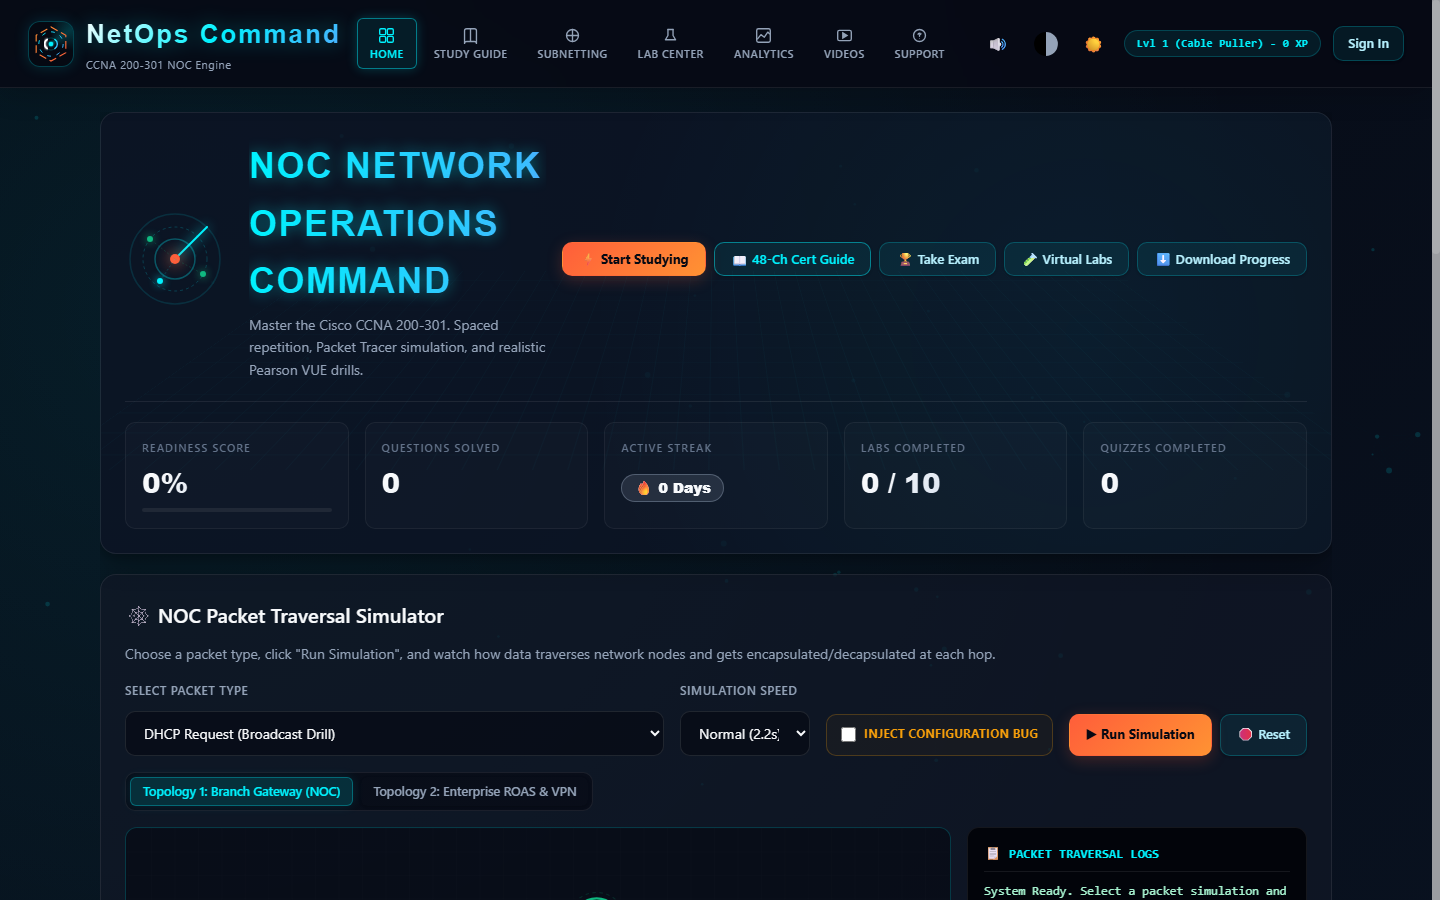 NetOps Command
CCNA 200-301 NOC Engine
HOME
STUDY GUIDE
SUBNETTING
LAB CENTER
ANALYTICS
VIDEOS
SUPPORT
Lvl 1 (Cable Puller) - 0 XP
Sign In
NOC NETWORK
OPERATIONS
COMMAND
Master the Cisco CCNA 200-301. Spaced
repetition, Packet Tracer simulation, and realistic
Pearson VUE drills.
Start Studying
48-Ch Cert Guide
Take Exam
Virtual Labs
Download Progress
READINESS SCORE
0%
QUESTIONS SOLVED
0
ACTIVE STREAK
0 Days
LABS COMPLETED
0 / 10
QUIZZES COMPLETED
0
NOC Packet Traversal Simulator
Choose a packet type, click "Run Simulation", and watch how data traverses network nodes and gets encapsulated/decapsulated at each hop.
SELECT PACKET TYPE
SIMULATION SPEED
DHCP Request (Broadcast Drill)
Normal (2.2s)
INJECT CONFIGURATION BUG
Run Simulation
Reset
Topology 1: Branch Gateway (NOC)
Topology 2: Enterprise ROAS & VPN
PACKET TRAVERSAL LOGS
System Ready. Select a packet simulation and